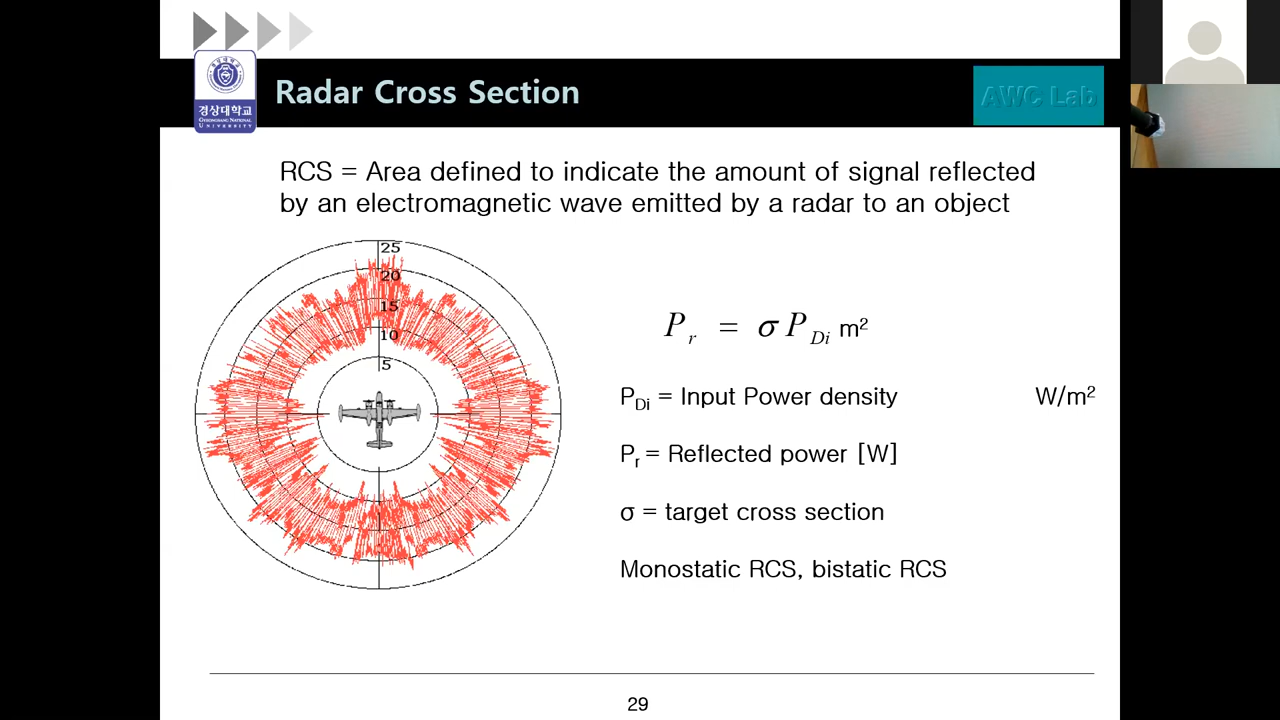 Radar Cross Section
AWC Lab
경상대학교
GYEONGSANG NATIONAL
UNIVERSITY
RCS = Area defined to indicate the amount of signal reflected
by an electromagnetic wave emitted by a radar to an object
25
20
15
10
5
P_r = σ P_Di m²
P_Di = Input Power density W/m²
P_r = Reflected power [W]
σ = target cross section
Monostatic RCS, bistatic RCS
29